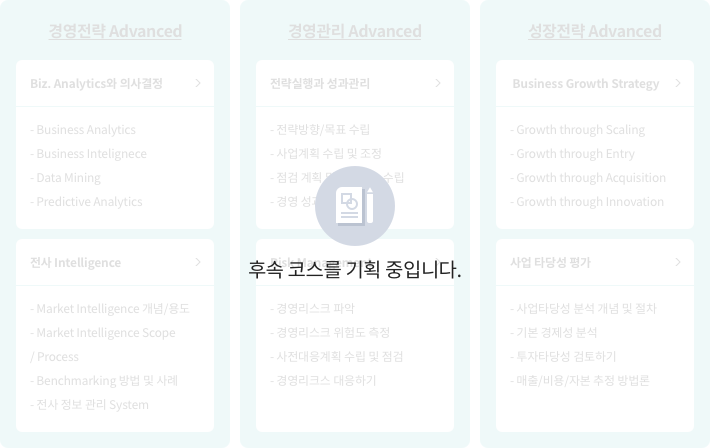 경영전략 Advanced
Biz. Analytics와 의사결정
- Business Analytics
- Business Intelignece
- Data Mining
- Predictive Analytics
전사 Intelligence
- Market Intelligence 개념/용도
- Market Intelligence Scope
/ Process
- Benchmarking 방법 및 사례
- 전사 정보 관리 System
경영관리 Advanced
전략실행과 성과관리
- 전략방향/목표 수립
- 사업계획 수립 및 조정
- 점검 계획 수립
- 경영
후속 코스를 기획 중입니다.
- 경영리스크 파악
- 경영리스크 위험도 측정
- 사전대응계획 수립 및 점검
- 경영리크스 대응하기
성장전략 Advanced
Business Growth Strategy
- Growth through Scaling
- Growth through Entry
- Growth through Acquisition
- Growth through Innovation
사업 타당성 평가
- 사업타당성 분석 개념 및 절차
- 기본 경제성 분석
- 투자타당성 검토하기
- 매출/비용/자본 추정 방법론